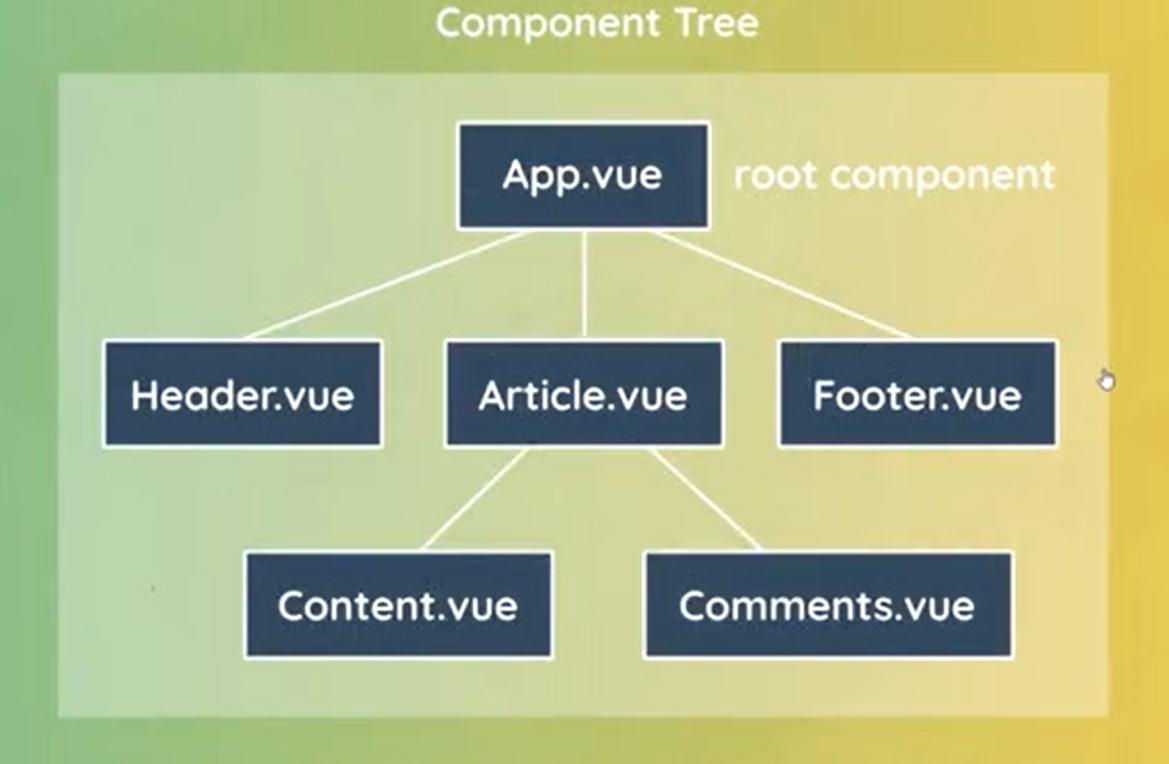 Component Tree
App.vue
root component
Header.vue
Article.vue
Footer.vue
Content.vue
Comments.vue